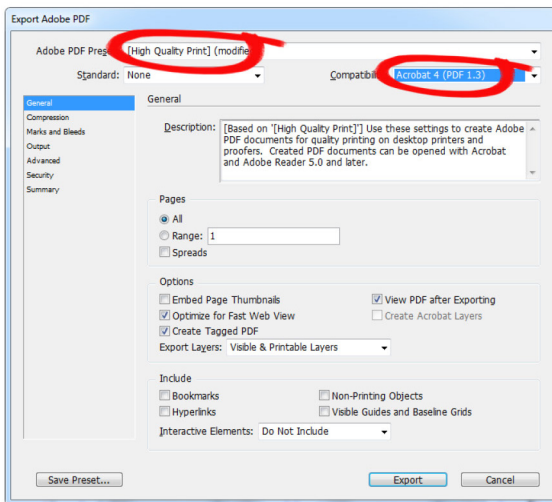 Export Adobe PDF
Adobe PDF Preset: [High Quality Print] (modified)
Standard: None Compatibility: Acrobat 4 (PDF 1.3)
General
Compression
Marks and Bleeds
Output
Advanced
Security
Summary
General
Description: [Based on '[High Quality Print]'] Use these settings to create Adobe
PDF documents for quality printing on desktop printers and
proofers. Created PDF documents can be opened with Acrobat
and Adobe Reader 5.0 and later.
Pages
All
Range: 1
Spreads
Options
Embed Page Thumbnails View PDF after Exporting
Optimize for Fast Web View Create Acrobat Layers
Create Tagged PDF
Export Layers: Visible & Printable Layers
Include
Bookmarks Non-Printing Objects
Hyperlinks Visible Guides and Baseline Grids
Interactive Elements: Do Not Include
Save Preset... Export Cancel